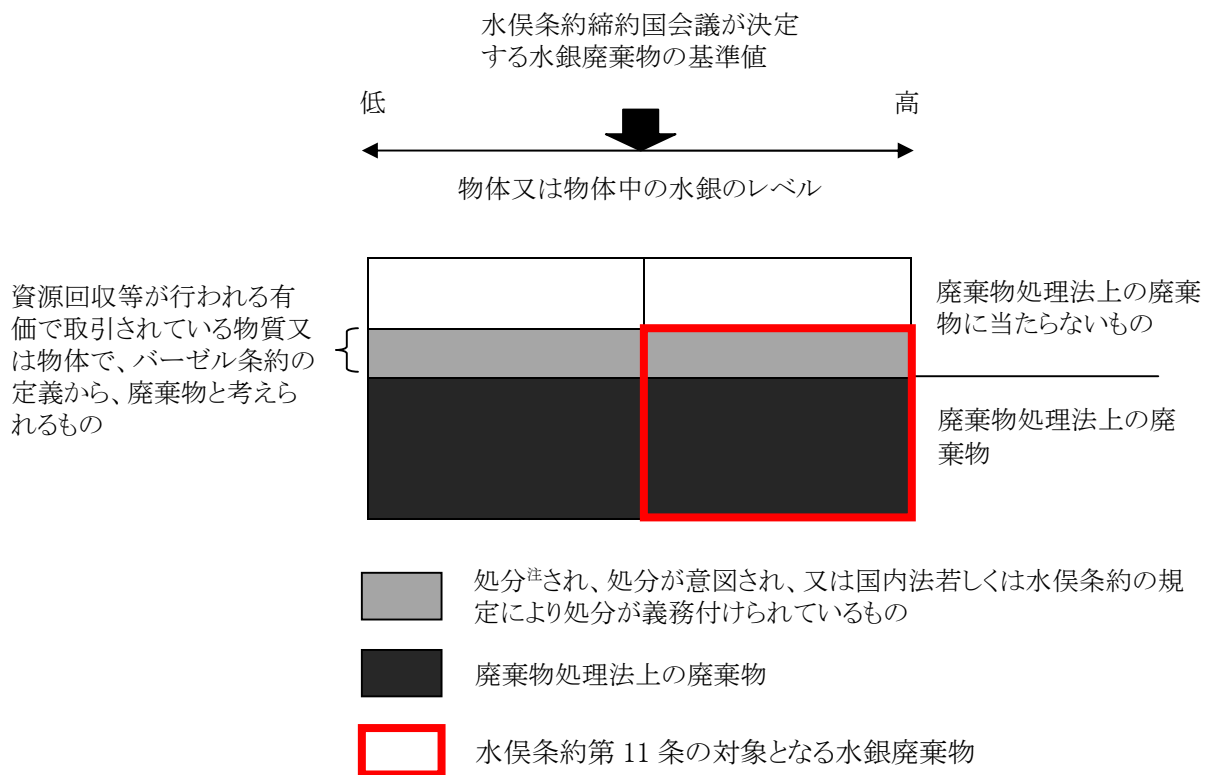 水俣条約締約国会議が決定
する水銀廃棄物の基準値
低
高
物体又は物体中の水銀のレベル
資源回収等が行われる有
価で取引されている物質又
は物体で、バーゼル条約の
定義から、廃棄物と考えら
れるもの
廃棄物処理法上の廃棄
物に当たらないもの
廃棄物処理法上の廃
棄物
処分注され、処分が意図され、又は国内法若しくは水俣条約の規
定により処分が義務付けられているもの
廃棄物処理法上の廃棄物
水俣条約第 11 条の対象となる水銀廃棄物